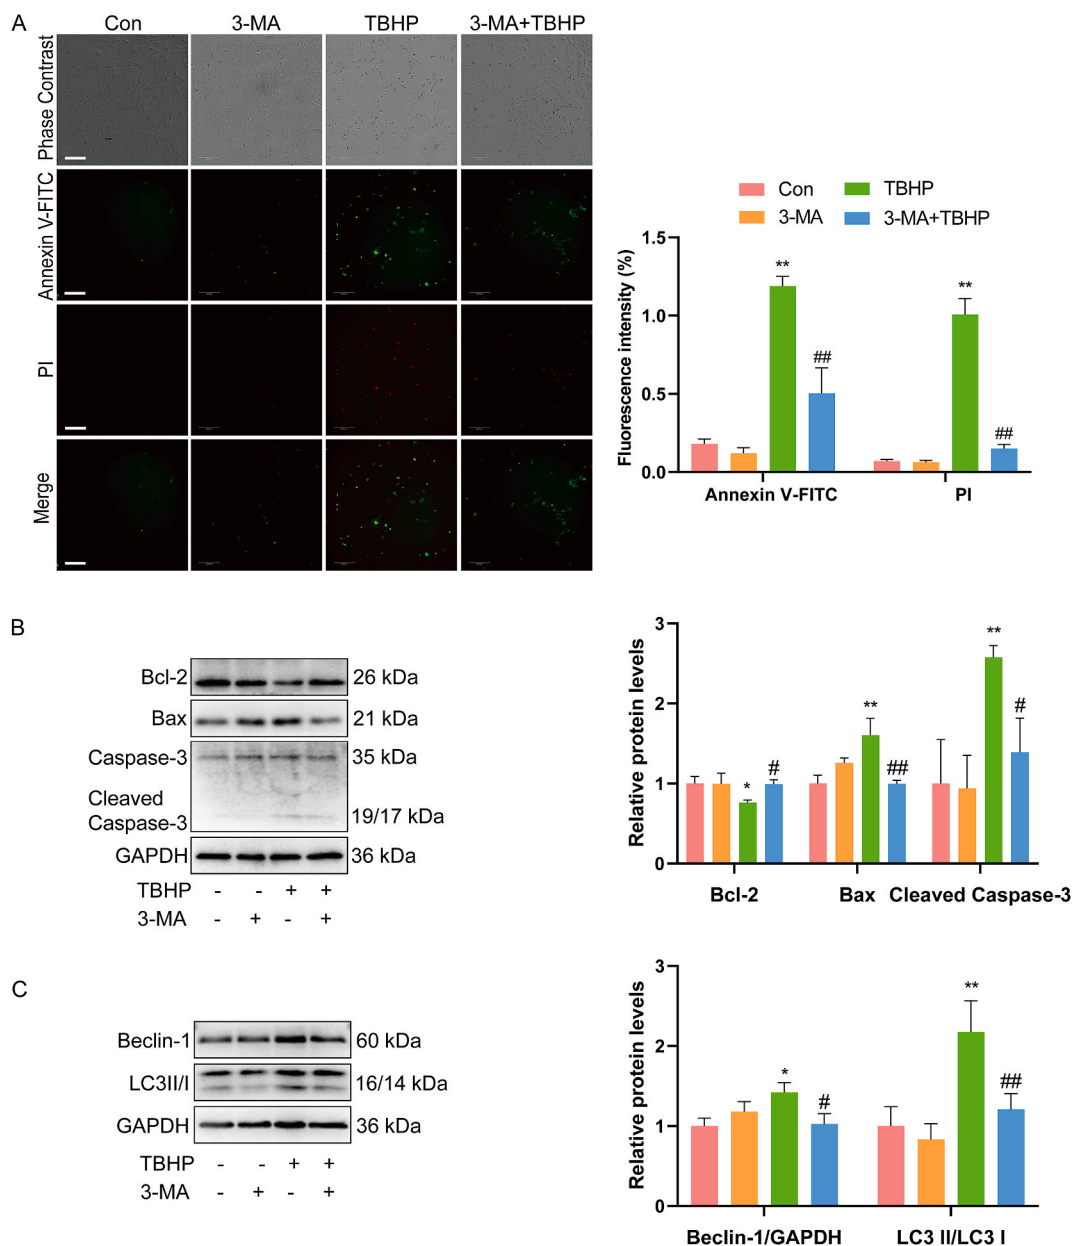 A
Con 3-MA TBHP 3-MA+TBHP
Phase Contrast
Annexin V-FITC
PI
Merge
Con TBHP
3-MA 3-MA+TBHP
Fluorescence intensity (%)
1.5
1.0
0.5
0.0
** ## ** ##
Annexin V-FITC PI
B
Bcl-2 26 kDa
Bax 21 kDa
Caspase-3 35 kDa
Cleaved
Caspase-3 19/17 kDa
GAPDH 36 kDa
TBHP - - + +
3-MA - + - +
Relative protein levels
3
2
1
0
* # ** ## ** #
Bcl-2 Bax Cleaved Caspase-3
C
Beclin-1 60 kDa
LC3II/I 16/14 kDa
GAPDH 36 kDa
TBHP - - + +
3-MA - + - +
Relative protein levels
3
2
1
0
* # ** ##
Beclin-1/GAPDH LC3 II/LC3 I